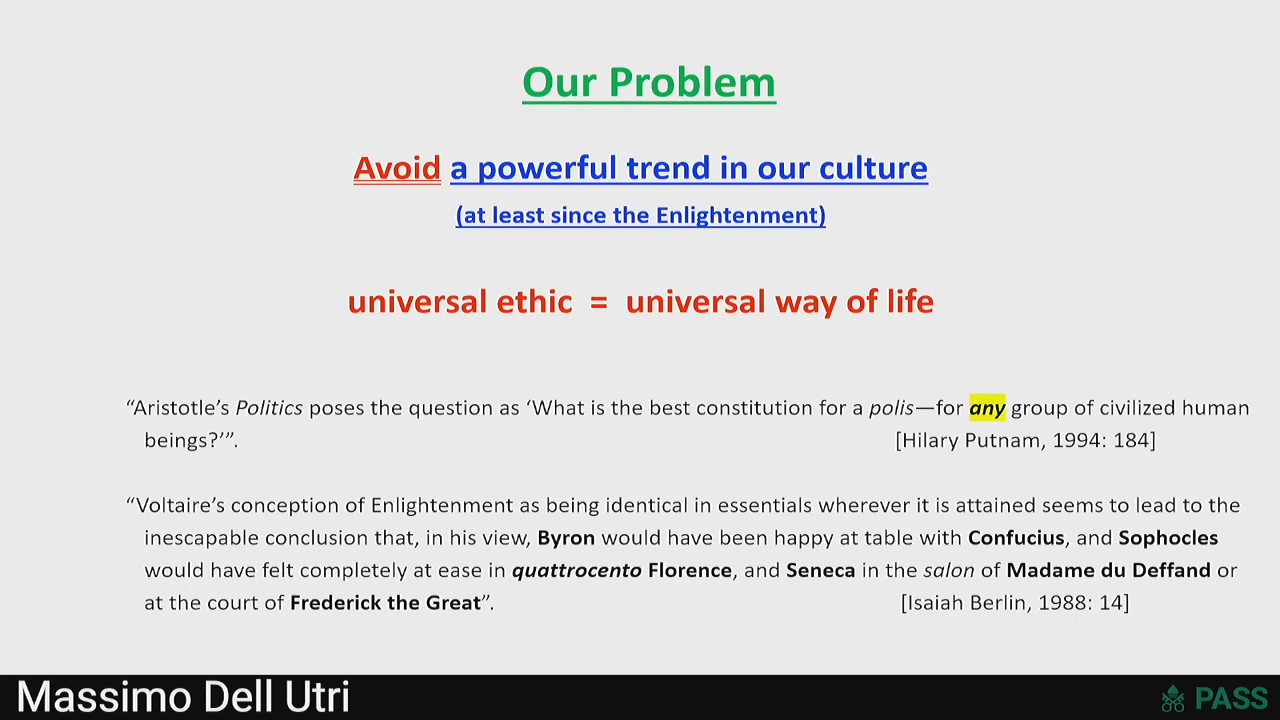 Our Problem
Avoid a powerful trend in our culture
(at least since the Enlightenment)
universal ethic = universal way of life
“Aristotle’s Politics poses the question as ‘What is the best constitution for a polis—for any group of civilized human
beings?’”. [Hilary Putnam, 1994: 184]
“Voltaire’s conception of Enlightenment as being identical in essentials wherever it is attained seems to lead to the
inescapable conclusion that, in his view, Byron would have been happy at table with Confucius, and Sophocles
would have felt completely at ease in quattrocento Florence, and Seneca in the salon of Madame du Deffand or
at the court of Frederick the Great”. [Isaiah Berlin, 1988: 14]
Massimo Dell Utri
PASS